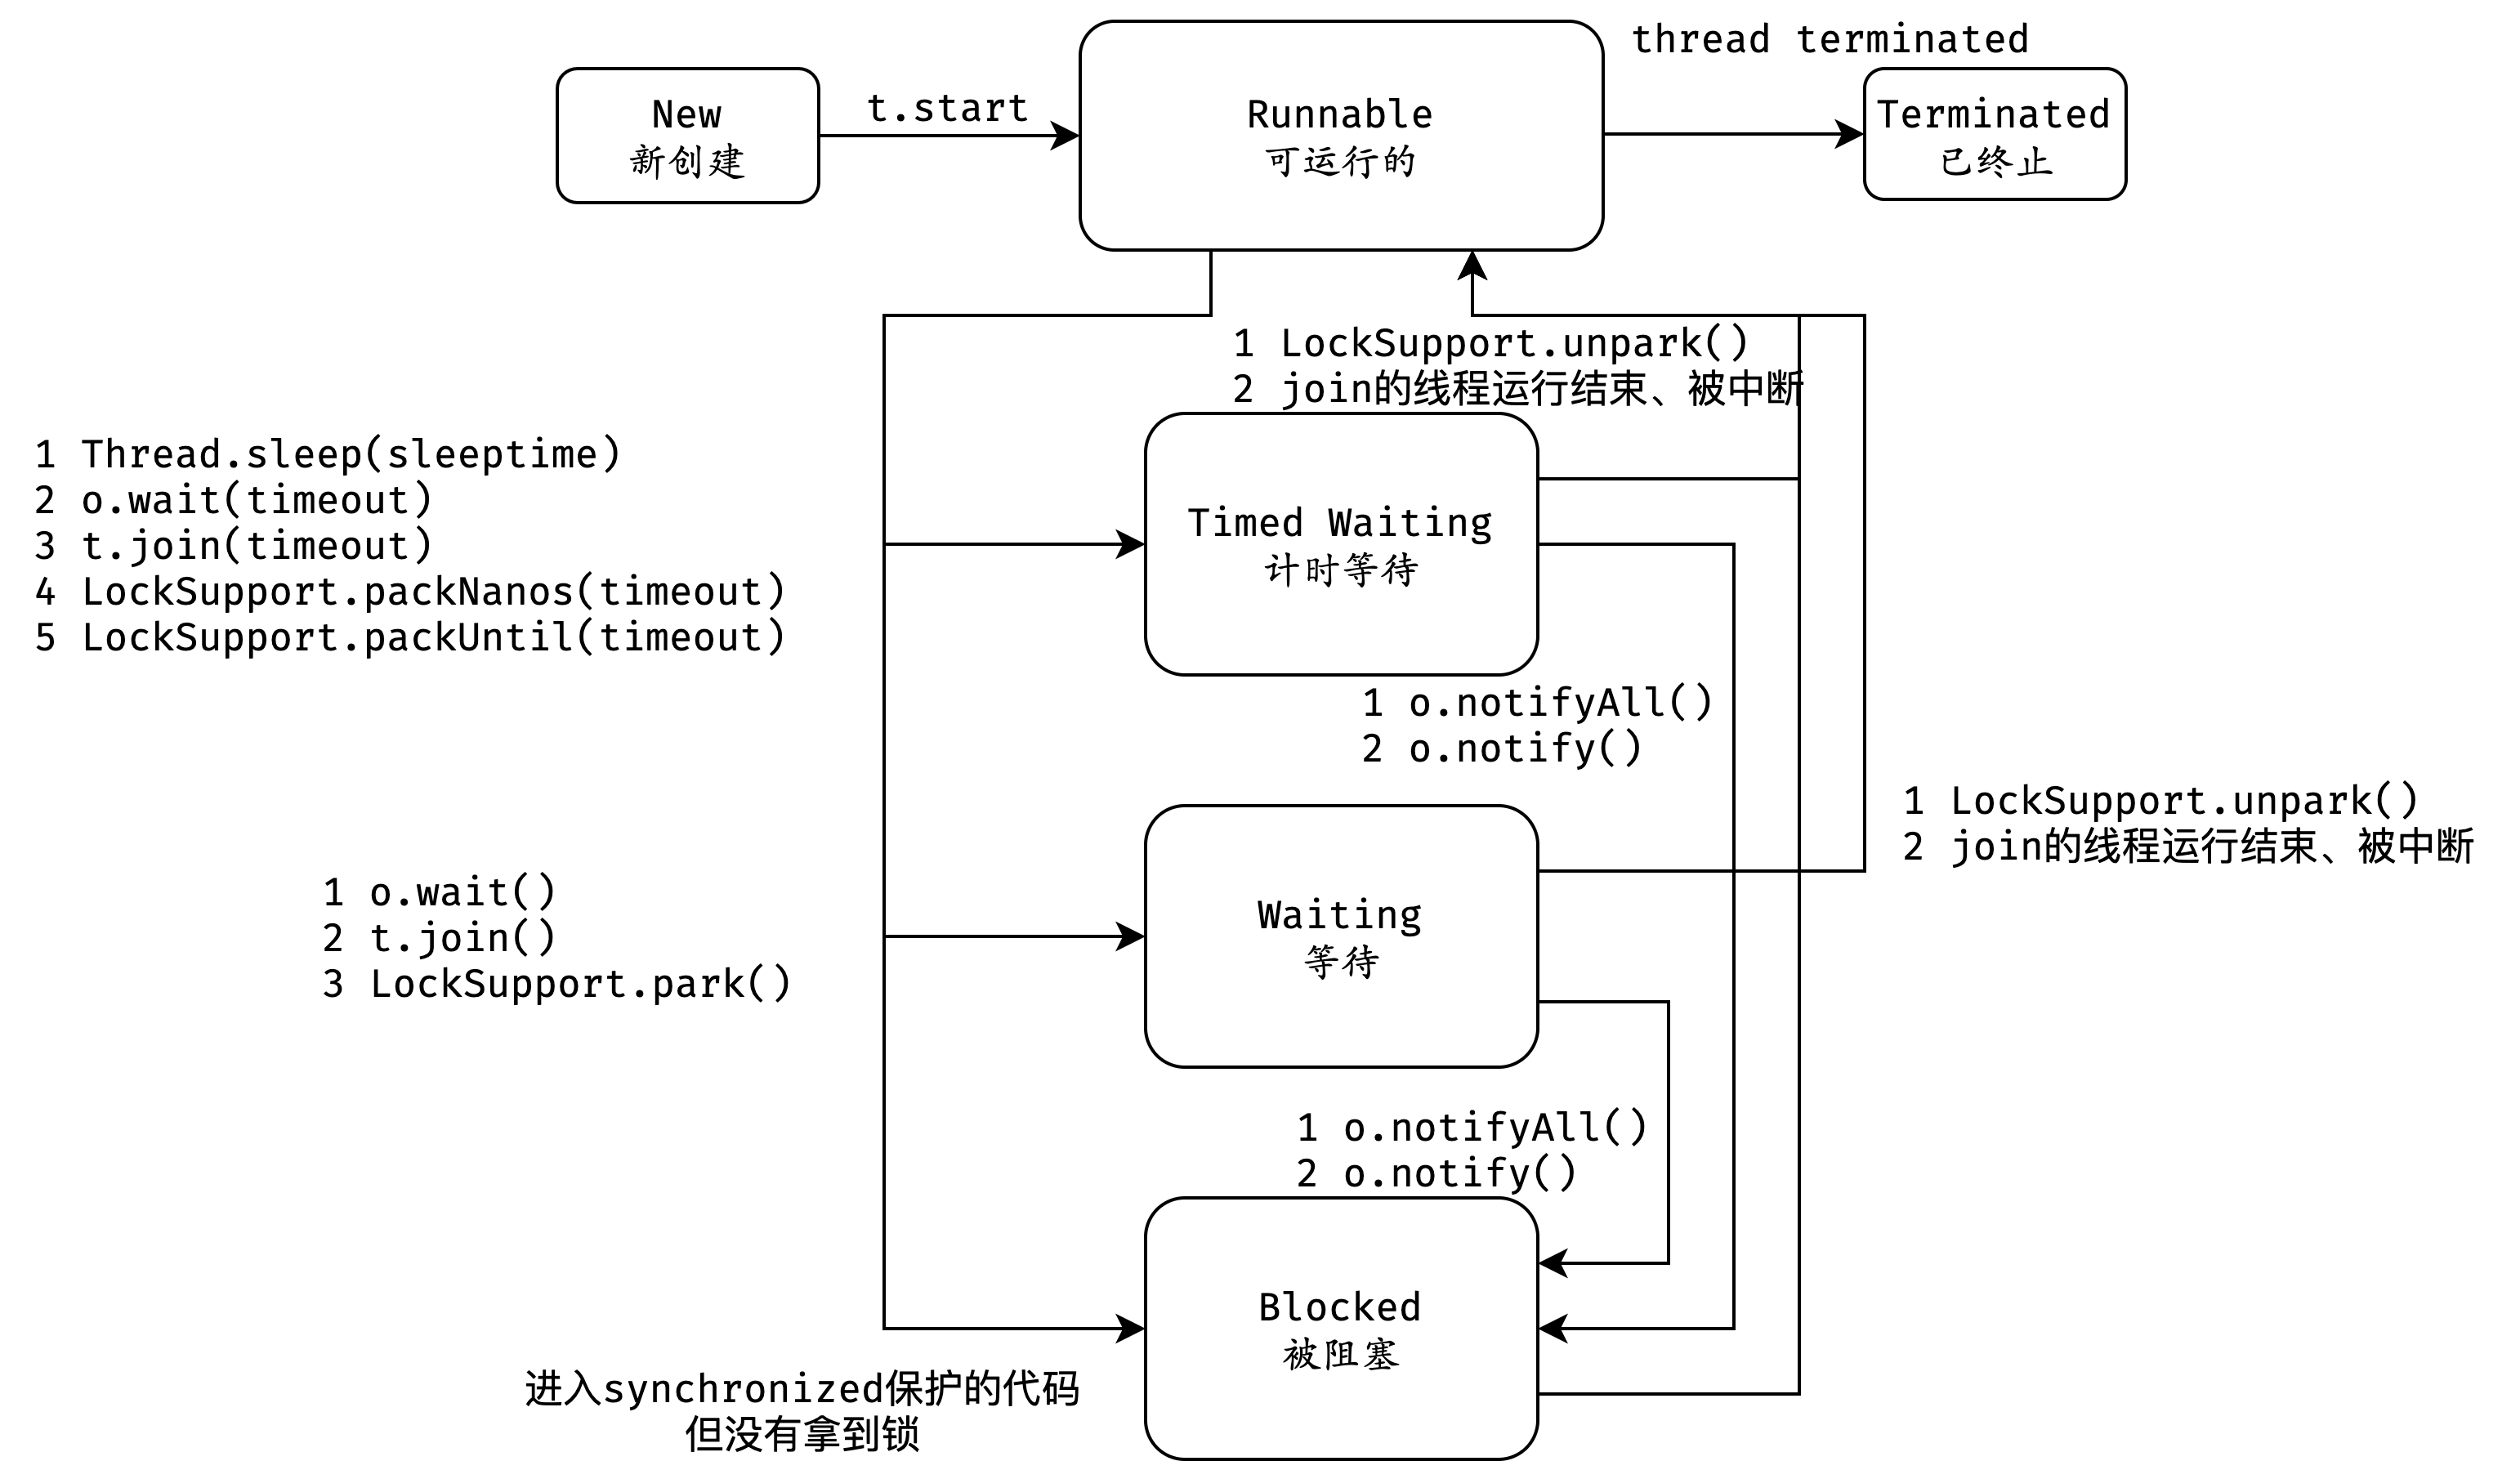 thread terminated
New
新创建
t.start
Runnable
可运行的
Terminated
已终止
1 LockSupport.unpark()
2 join的线程运行结束、被中断
1 Thread.sleep(sleeptime)
2 o.wait(timeout)
3 t.join(timeout)
4 LockSupport.packNanos(timeout)
5 LockSupport.packUntil(timeout)
Timed Waiting
计时等待
1 o.notifyAll()
2 o.notify()
1 LockSupport.unpark()
2 join的线程运行结束、被中断
1 o.wait()
2 t.join()
3 LockSupport.park()
Waiting
等待
1 o.notifyAll()
2 o.notify()
Blocked
被阻塞
进入synchronized保护的代码
但没有拿到锁